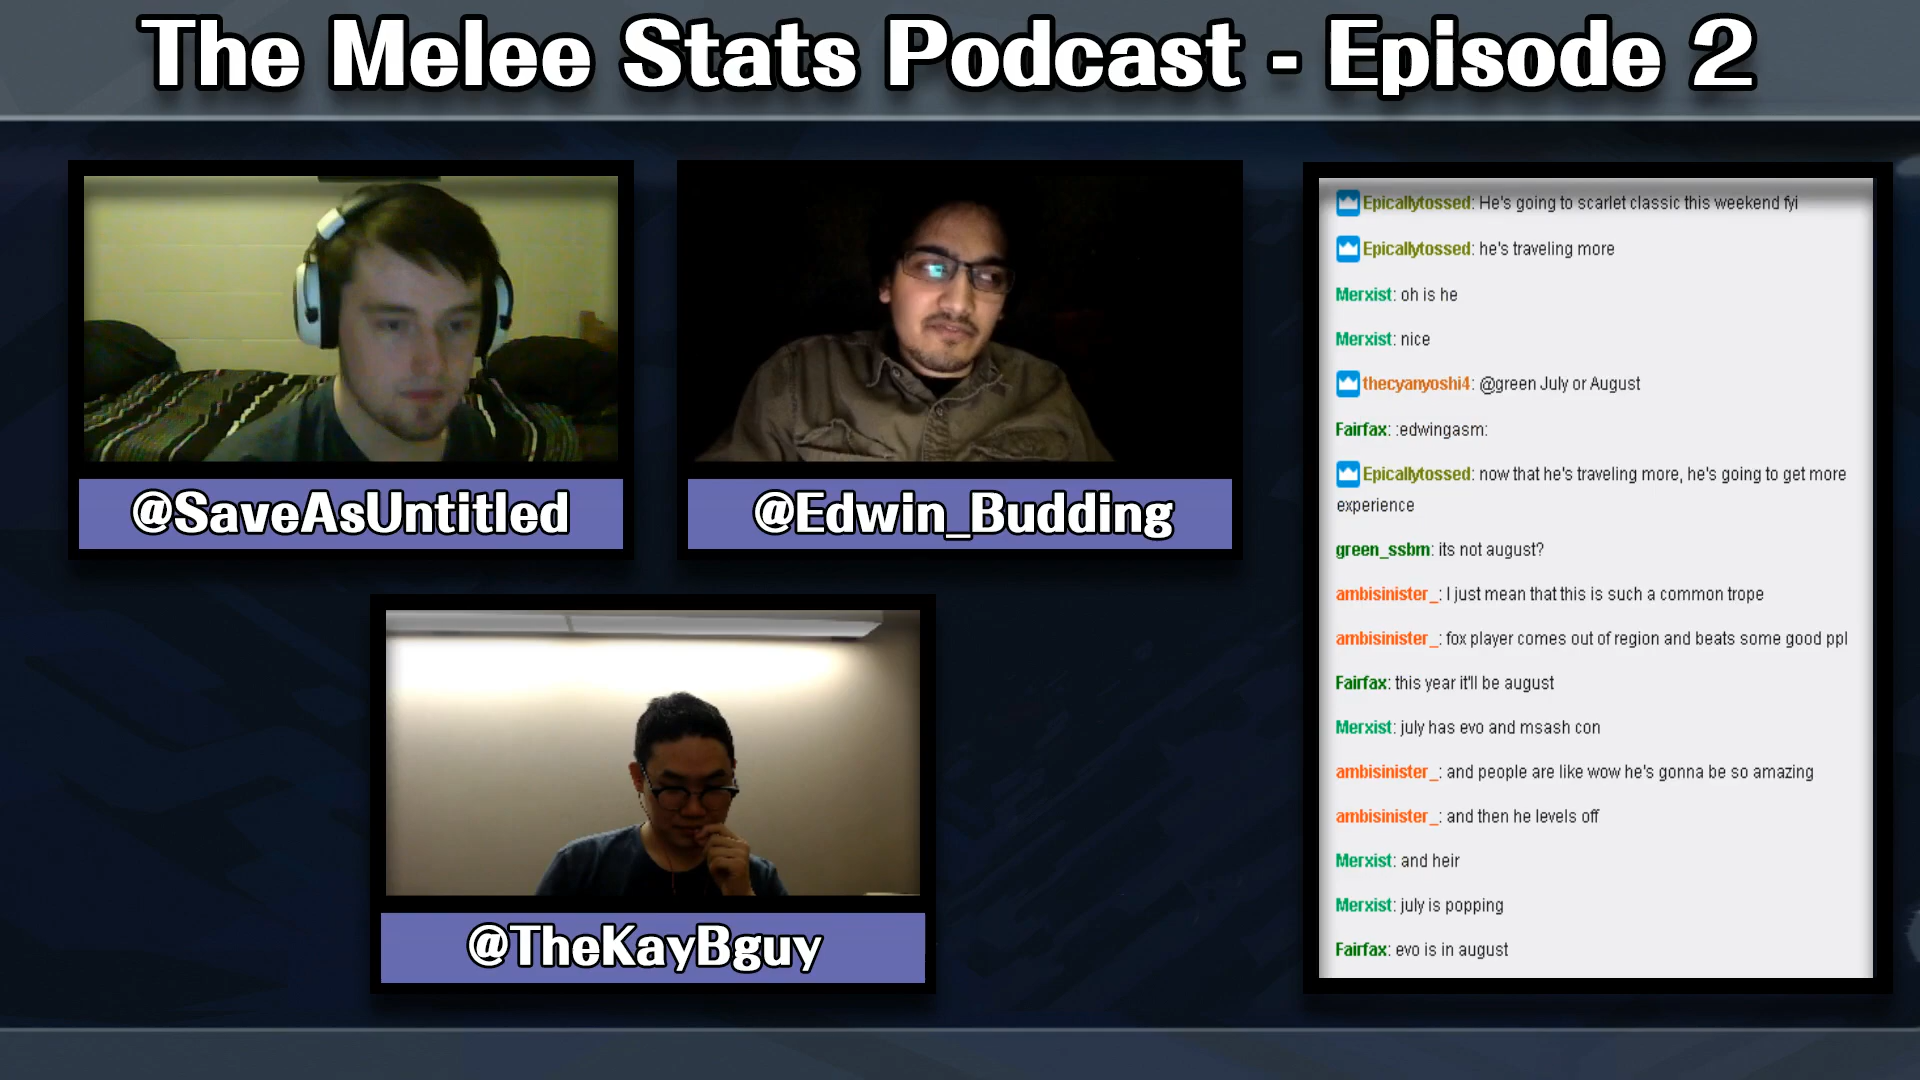 The Melee Stats Podcast - Episode 2
@SaveAsUntitled
@Edwin_Budding
@TheKayBguy
Epicallytossed: He's going to scarlet classic this weekend fyi
Epicallytossed: he's traveling more
Merxist: oh is he
Merxist: nice
thecyanyoshi4: @green July or August
Fairfax: :edwingasm:
Epicallytossed: now that he's traveling more, he's going to get more
experience
green_ssbm: its not august?
ambisinister_: I just mean that this is such a common trope
ambisinister_: fox player comes out of region and beats some good ppl
Fairfax: this year it'll be august
Merxist: july has evo and msash con
ambisinister_: and people are like wow he's gonna be so amazing
ambisinister_: and then he levels off
Merxist: and heir
Merxist: july is popping
Fairfax: evo is in august